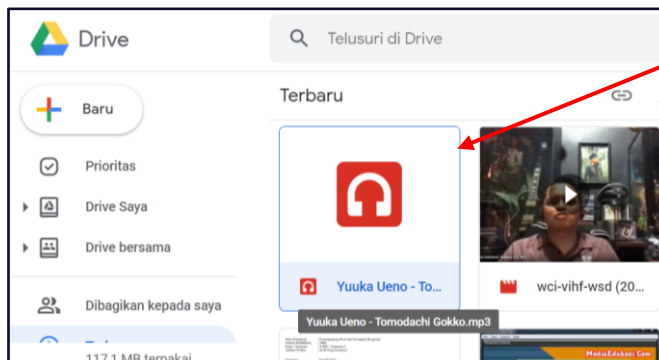 Drive
Telusuri di Drive
Baru
Terbaru
Prioritas
Drive Saya
Drive bersama
Yuuka Ueno - To...
wci-vihf-wsd (20...
Dibagikan kepada saya
Yuuka Ueno - Tomodachi Gokko.mp3
117,1 MB terpakai
MediaEdukasi.Com